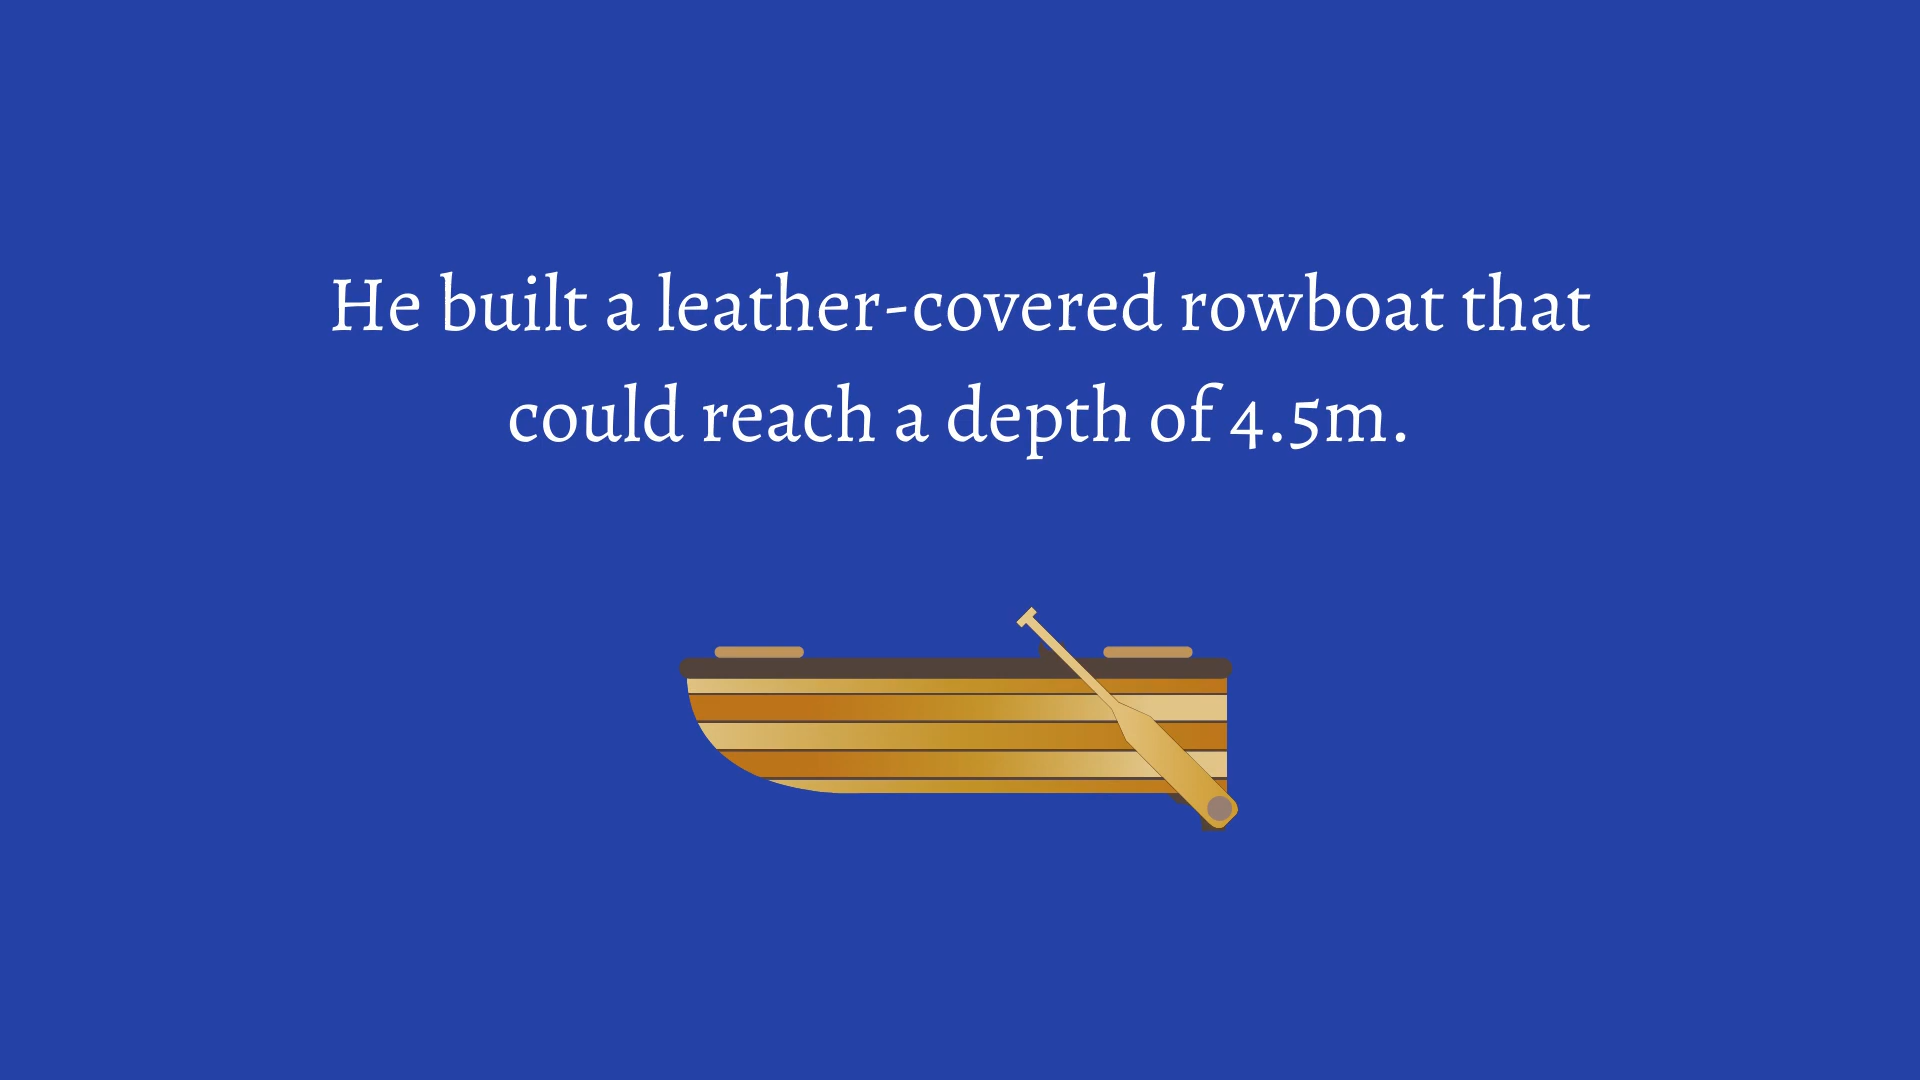 He built a leather-covered rowboat that
could reach a depth of 4.5m.